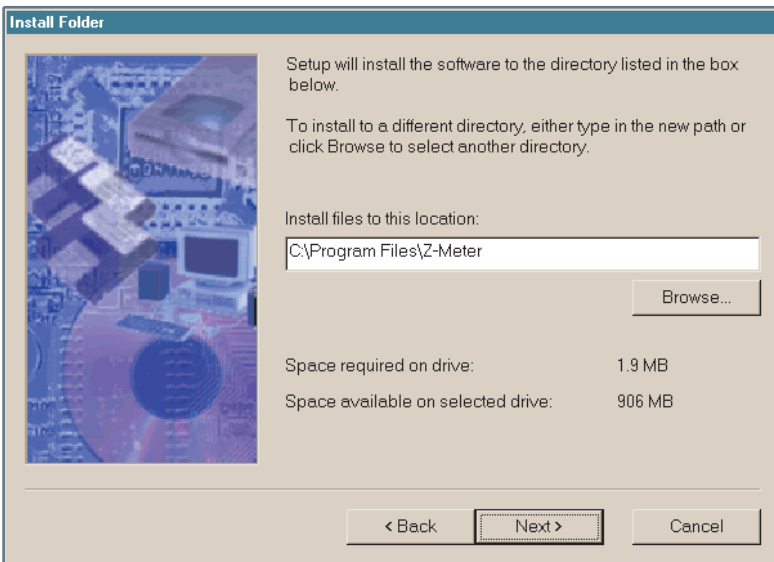 Install Folder
Setup will install the software to the directory listed in the box
below.
To install to a different directory, either type in the new path or
click Browse to select another directory.
Install files to this location:
C:\Program Files\Z-Meter
Browse...
Space required on drive: 1.9 MB
Space available on selected drive: 906 MB
< Back Next > Cancel